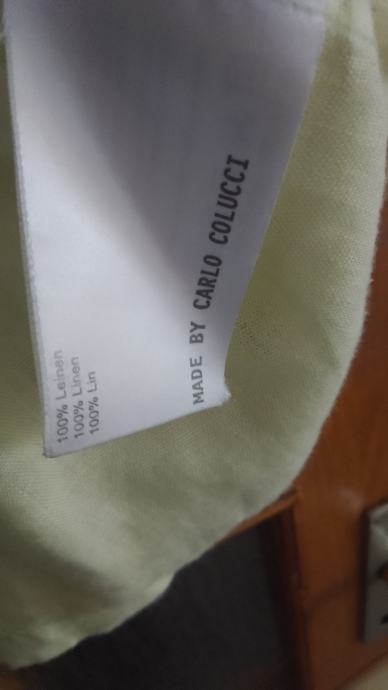 100% Leinen
100% Linen
100% Lin
MADE BY CARLO COLUCCI